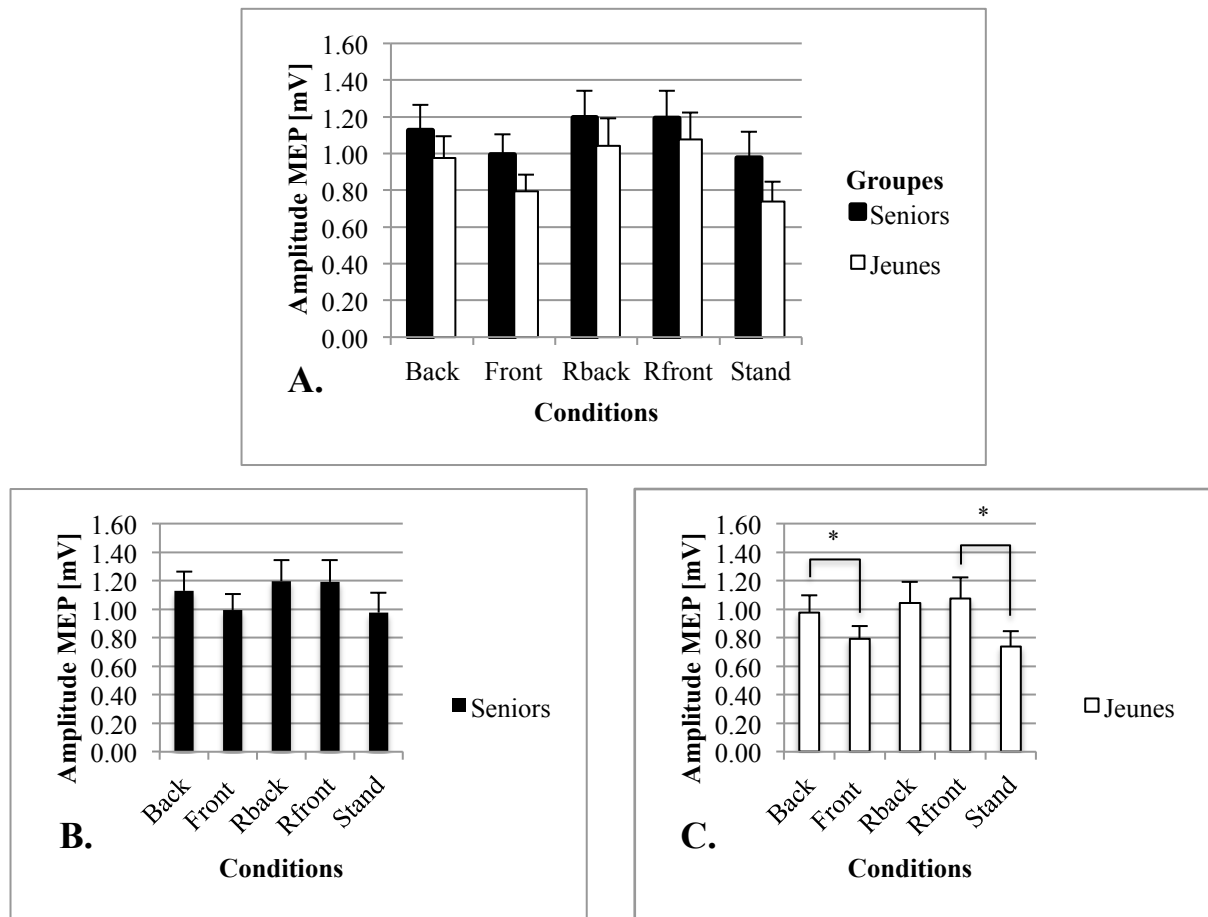 Amplitude MEP [mV]
1.60
1.40
1.20
1.00
0.80
0.60
0.40
0.20
0.00
Back Front Rback Rfront Stand
Conditions
A.
Groupes
Seniors
Jeunes
Amplitude MEP [mV]
1.60
1.40
1.20
1.00
0.80
0.60
0.40
0.20
0.00
Back Front Rback Rfront Stand
Conditions
B.
Seniors
Amplitude MEP [mV]
1.60
1.40
1.20
1.00
0.80
0.60
0.40
0.20
0.00
* *
Back Front Rback Rfront Stand
Conditions
C.
Jeunes